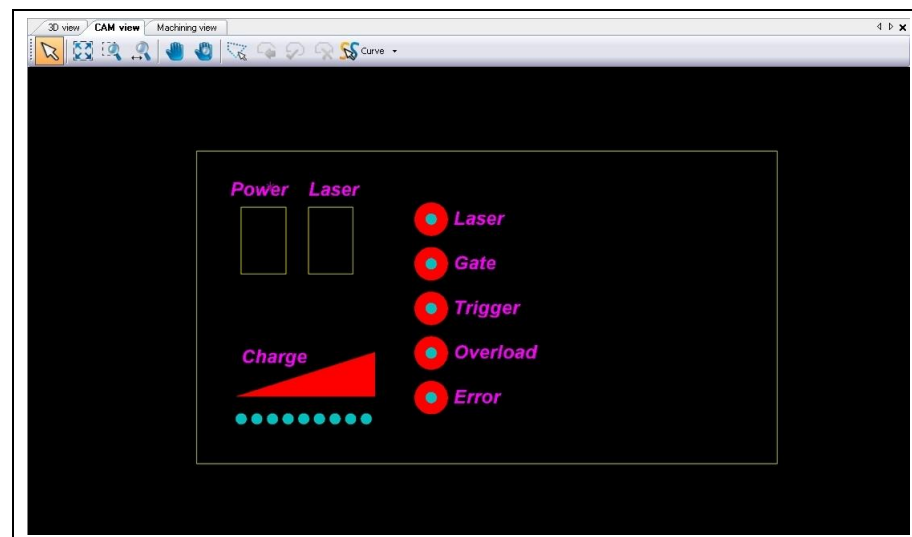 3D view CAM view Machining view
Curve
Power Laser
Laser
Gate
Trigger
Charge
Overload
Error